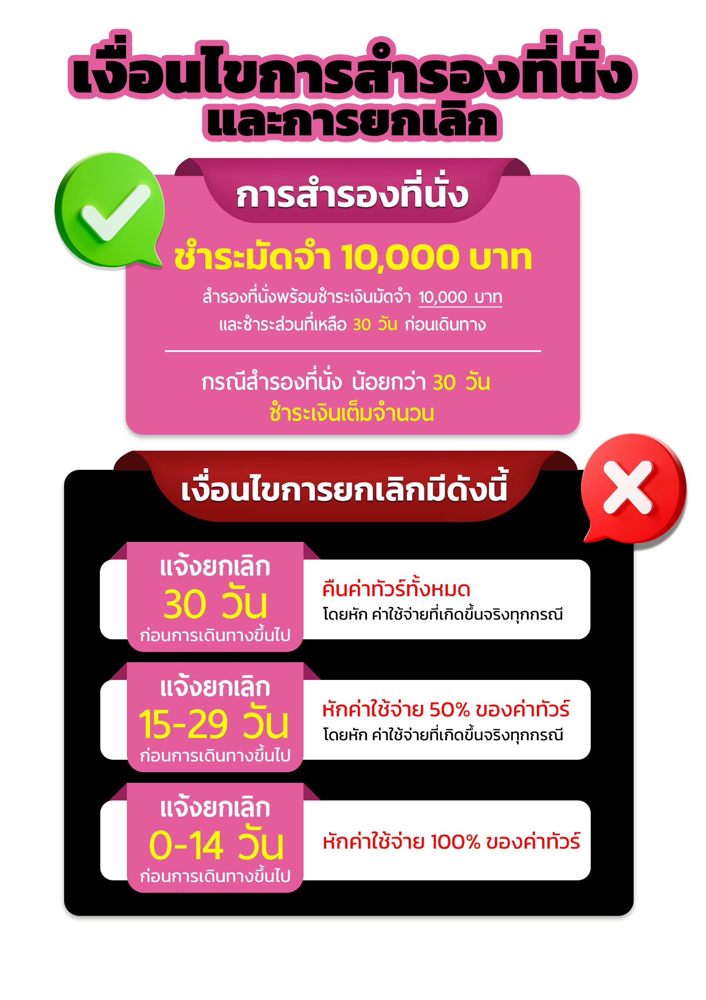 เงื่อนไขการสำรองที่นั่ง
และการยกเลิก
การสำรองที่นั่ง
ชำระมัดจำ 10,000 บาท
สำรองที่นั่งพร้อมชำระเงินมัดจำ 10,000 บาท
และชำระส่วนที่เหลือ 30 วัน ก่อนเดินทาง
กรณีสำรองที่นั่ง น้อยกว่า 30 วัน
ชำระเงินเต็มจำนวน
เงื่อนไขการยกเลิกมีดังนี้
แจ้งยกเลิก
30 วัน
ก่อนการเดินทางขึ้นไป
คืนค่าทัวร์ทั้งหมด
โดยหัก ค่าใช้จ่ายที่เกิดขึ้นจริงทุกกรณี
แจ้งยกเลิก
15-29 วัน
ก่อนการเดินทางขึ้นไป
หักค่าใช้จ่าย 50% ของค่าทัวร์
โดยหัก ค่าใช้จ่ายที่เกิดขึ้นจริงทุกกรณี
แจ้งยกเลิก
0-14 วัน
ก่อนการเดินทางขึ้นไป
หักค่าใช้จ่าย 100% ของค่าทัวร์